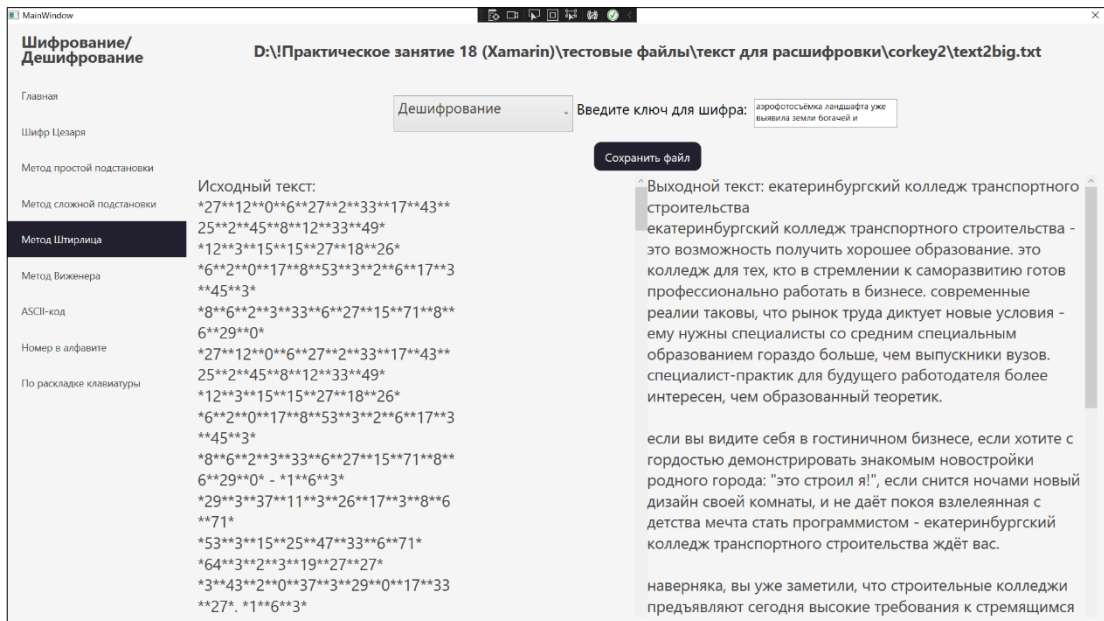 MainWindow
Шифрование/
Дешифрование
D:\!Практическое занятие 18 (Xamarin)\тестовые файлы\текст для расшифровки\corkey2\text2big.txt
Главная
Шифр Цезаря
Метод простой подстановки
Метод сложной подстановки
Метод Штирлица
Метод Виженера
ASCII-код
Номер в алфавите
По раскладке клавиатуры
Дешифрование
Введите ключ для шифра:
аэрофотосъёмка ландшафта уже
выявила земли богачей и
Сохранить файл
Исходный текст:
*27**12**0**6**27**2**33**17**43**
25**2**45**8**12**33**49*
*12**3**15**15**27**18**26*
*6**2**0**17**8**53**3**2**6**17**3
**45**3*
*8**6**2**3**33**6**27**15**71**8**
6**29**0*
*27**12**0**6**27**2**33**17**43**
25**2**45**8**12**33**49*
*12**3**15**15**27**18**26*
*6**2**0**17**8**53**3**2**6**17**3
**45**3*
*8**6**2**3**33**6**27**15**71**8**
6**29**0* - *1**6**3*
*29**3**37**11**3**26**17**3**8**6
**71*
*53**3**15**25**47**33**6**71*
*64**3**2**3**19**27**27*
*3**43**2**0**37**3**29**0**17**33
**27*. *1**6**3*
Выходной текст: екатеринбургский колледж транспортного
строительства
екатеринбургский колледж транспортного строительства -
это возможность получить хорошее образование. это
колледж для тех, кто в стремлении к саморазвитию готов
профессионально работать в бизнесе. современные
реалии таковы, что рынок труда диктует новые условия -
ему нужны специалисты со средним специальным
образованием гораздо больше, чем выпускники вузов.
специалист-практик для будущего работодателя более
интересен, чем образованный теоретик.
если вы видите себя в гостиничном бизнесе, если хотите с
гордостью демонстрировать знакомым новостройки
родного города: "это строил я!", если снится ночами новый
дизайн своей комнаты, и не даёт покоя взлелеянная с
детства мечта стать программистом - екатеринбургский
колледж транспортного строительства ждёт вас.
наверняка, вы уже заметили, что строительные колледжи
предъявляют сегодня высокие требования к стремящимся